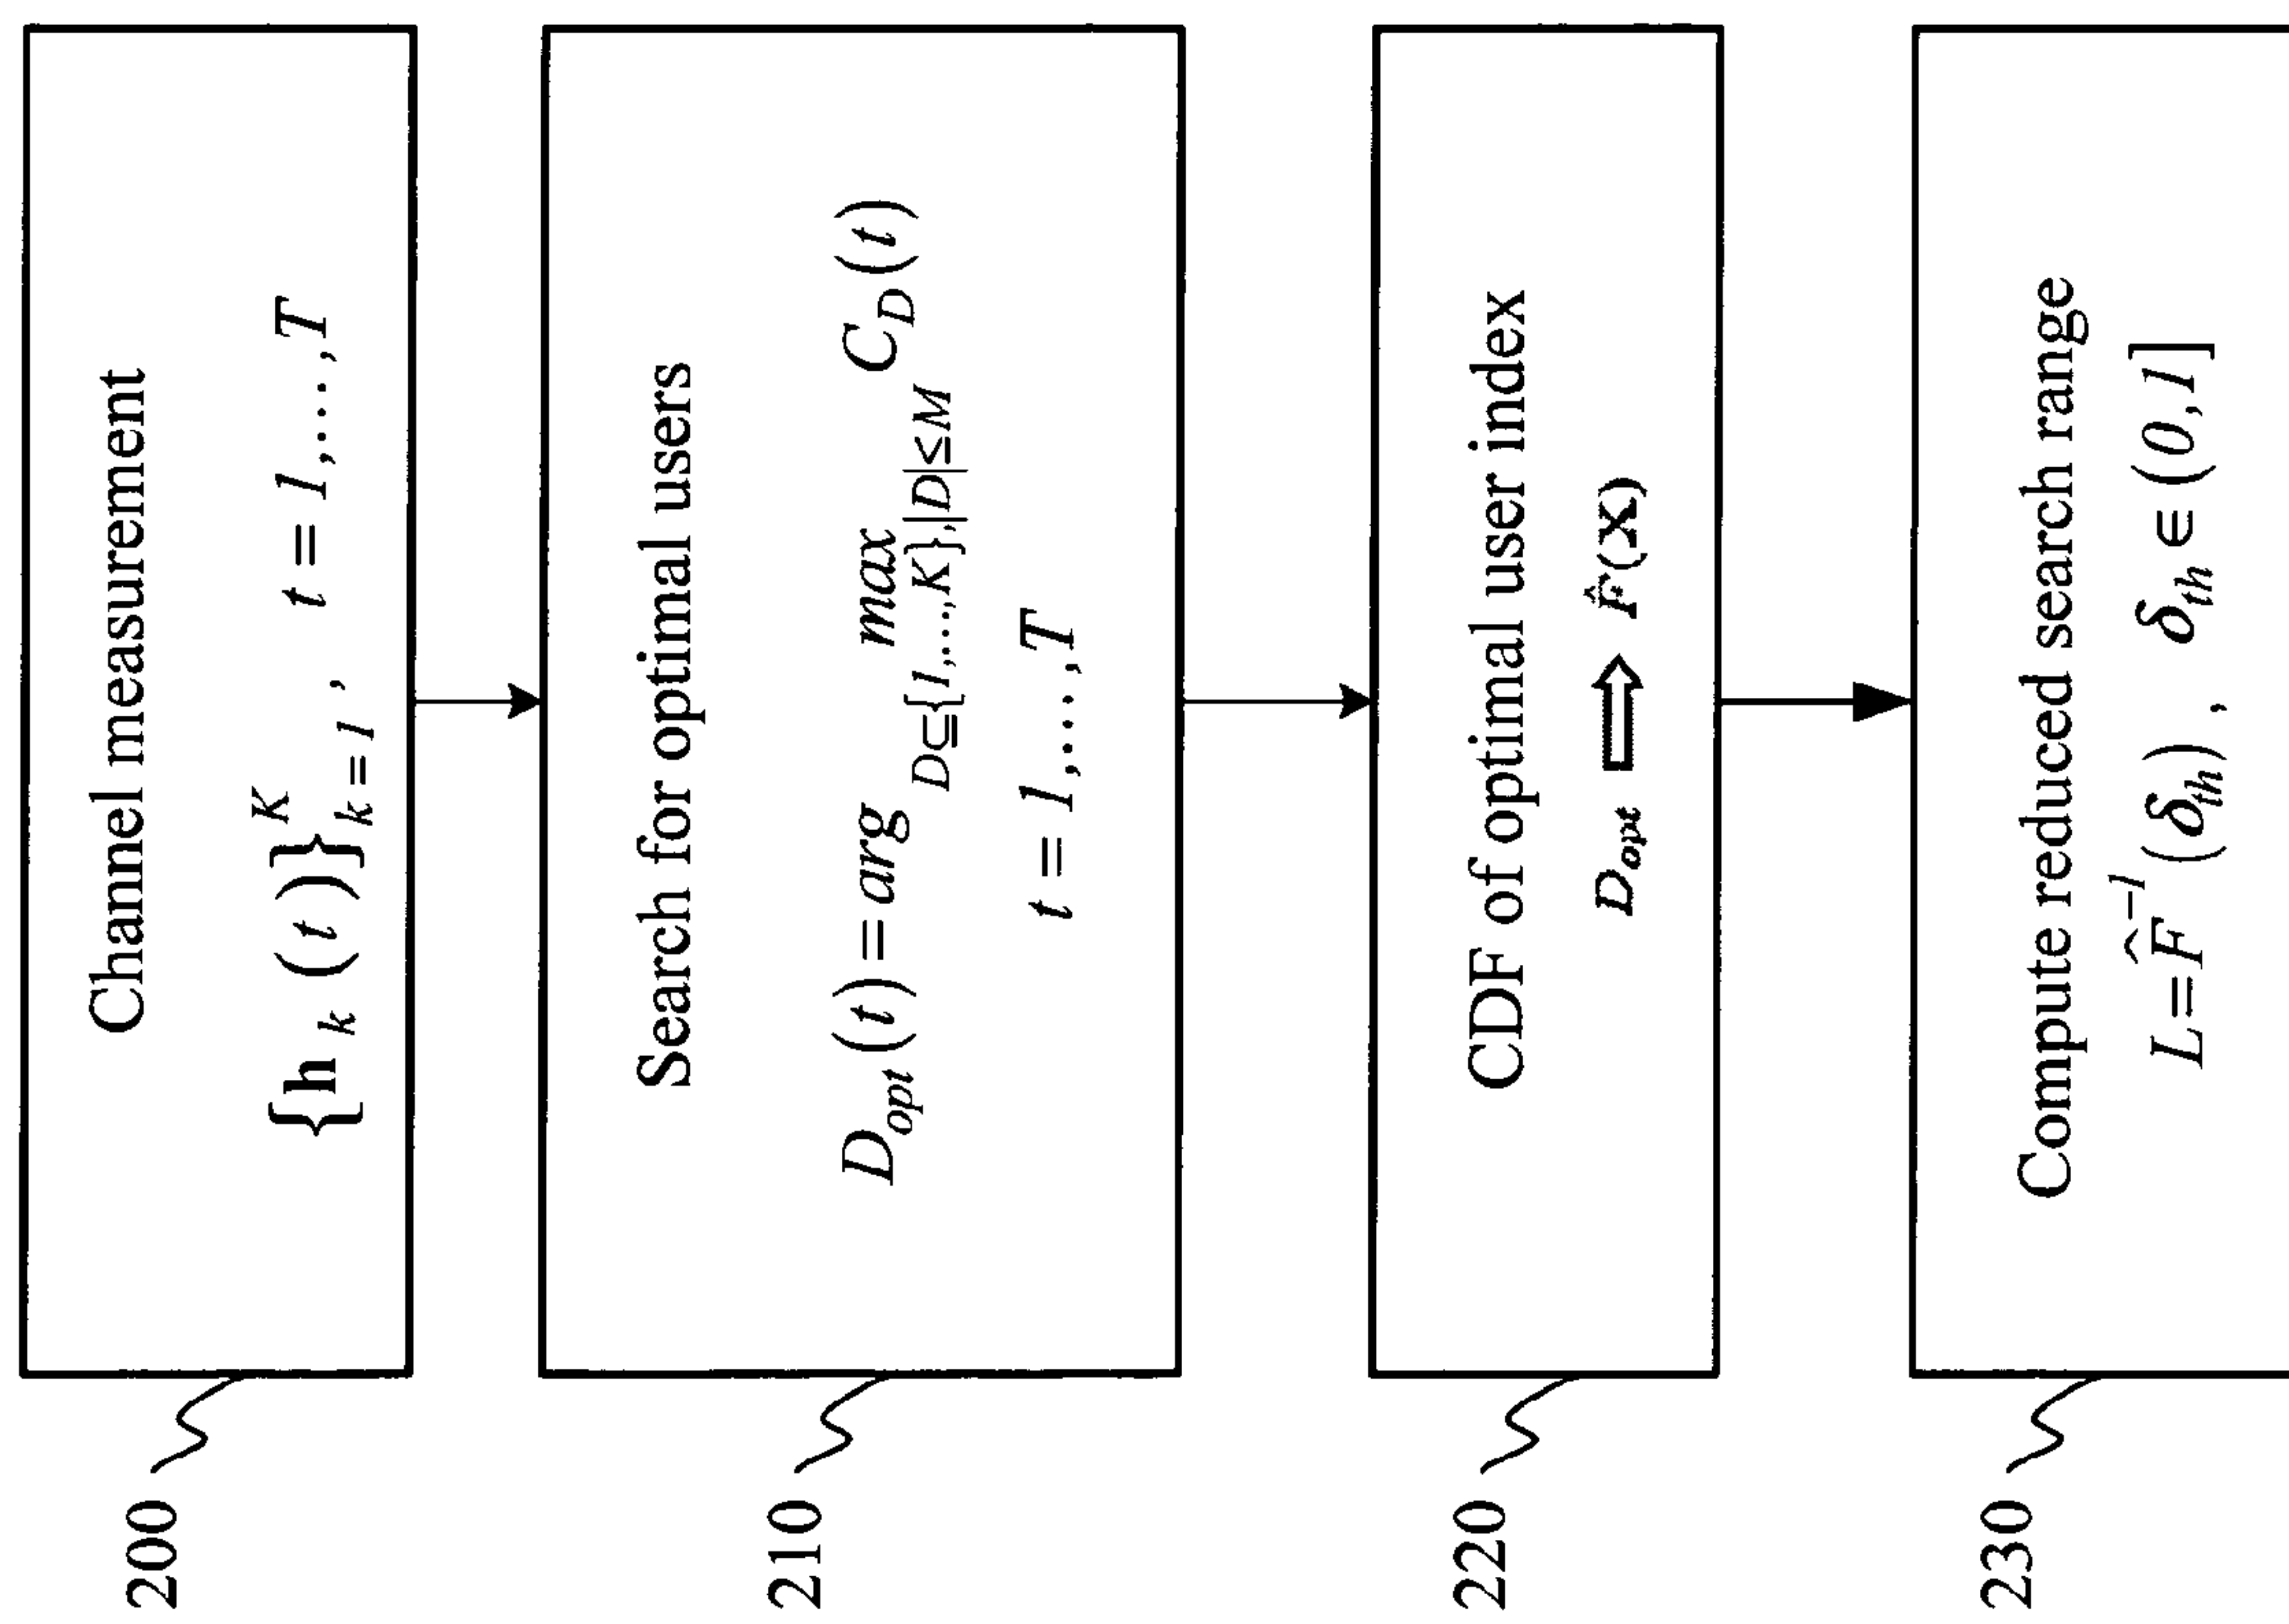 200
Channel measurement
{h_k (t)}_{k=1}^K , t = 1,...,T
210
Search for optimal users
D_opt (t) = arg max_{D⊆{1,...,K},|D|≤M} C_D (t)
t = 1,...,T
220
CDF of optimal user index
D_opt ⇒ F̂(X)
230
Compute reduced search range
L = F̂^{-1} (δ_th) , δ_th ∈ (0,1]